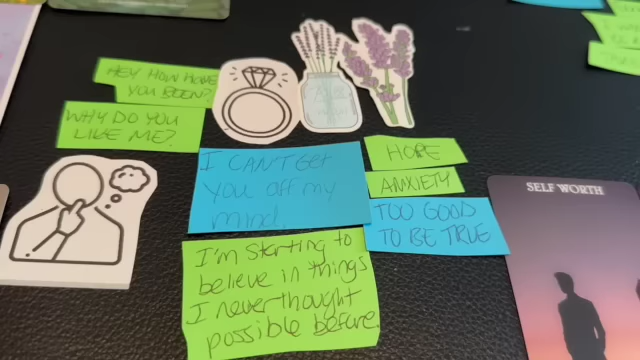 HEY HOW HAVE
YOU BEEN?
WHY DO YOU
LIKE ME?
I CAN'T GET
you off my
mind.
HOPE
ANXIETY
TOO GOOD
TO BE TRUE
SELF WORTH
I'm starting to
believe in things
I never thought
possible before.